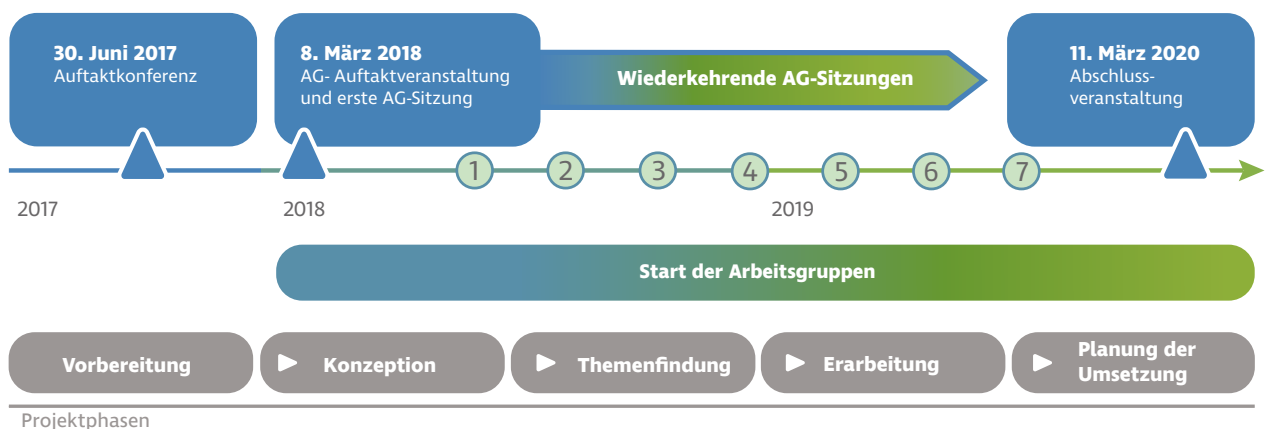 30. Juni 2017
Auftaktkonferenz
8. März 2018
AG- Auftaktveranstaltung
und erste AG-Sitzung
Wiederkehrende AG-Sitzungen
11. März 2020
Abschluss-
veranstaltung
1 2 3 4 5 6 7
2017 2018 2019
Start der Arbeitsgruppen
Vorbereitung
Konzeption
Themenfindung
Erarbeitung
Planung der
Umsetzung
Projektphasen